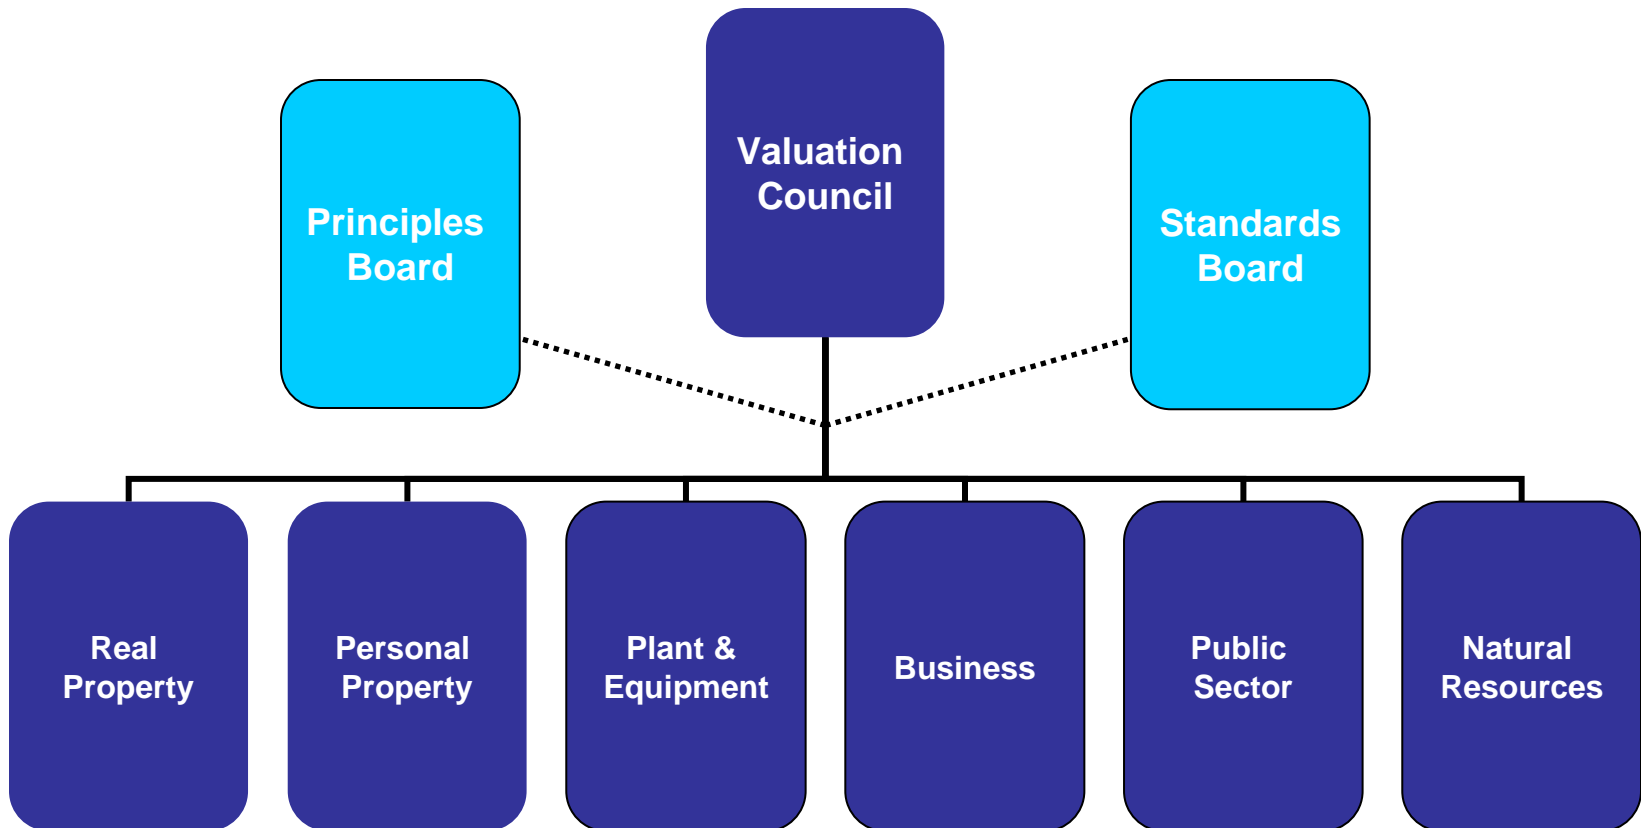 Valuation
Council
Principles
Board
Standards
Board
Real
Property
Personal
Property
Plant &
Equipment
Business
Public
Sector
Natural
Resources